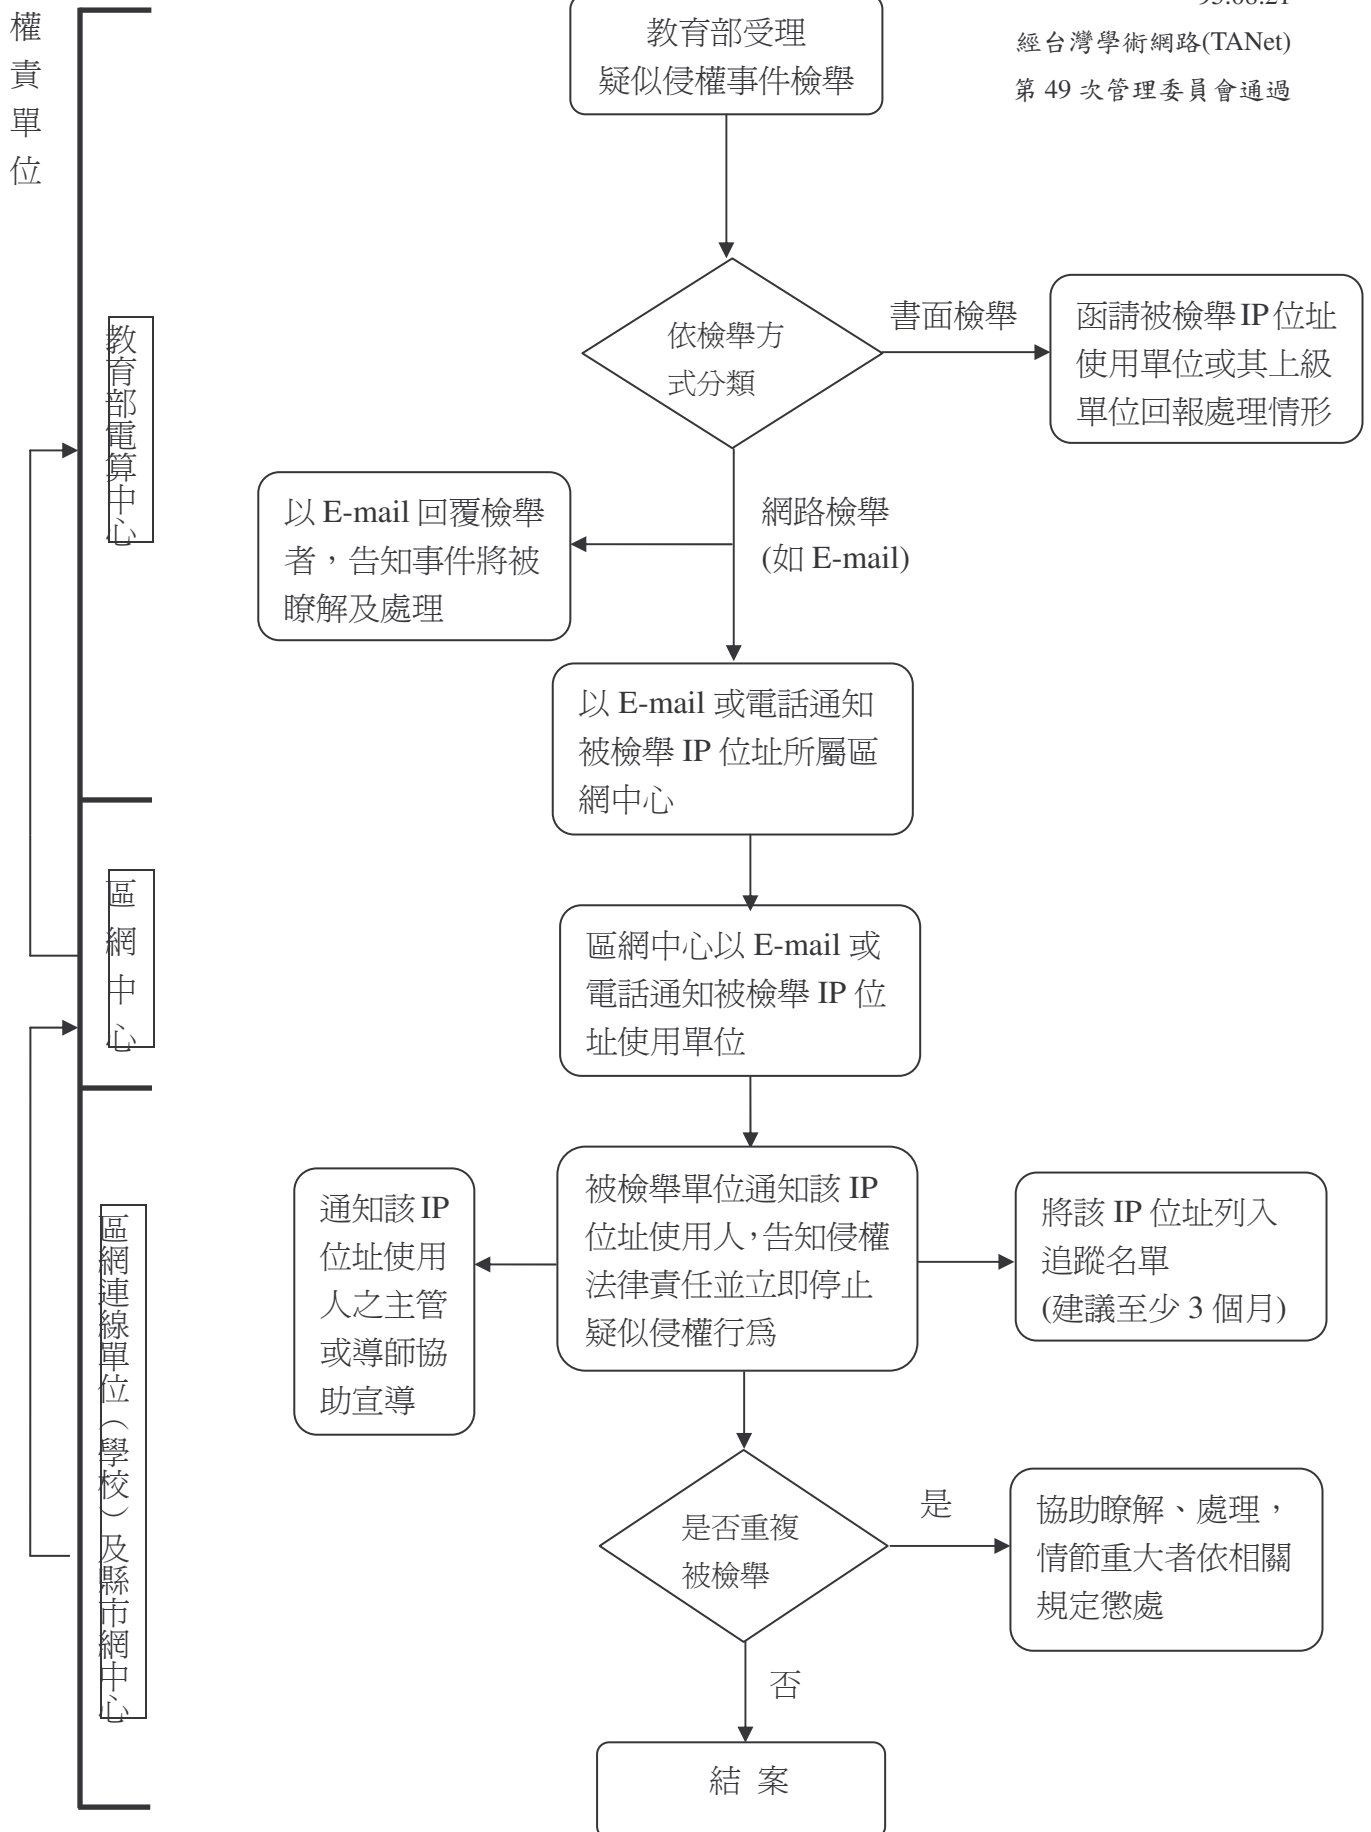 權
責
單
位
教育部受理
疑似侵權事件檢舉
95.08.21
經台灣學術網路(TANet)
第 49 次管理委員會通過
依檢舉方
式分類
書面檢舉
函請被檢舉 IP 位址
使用單位或其上級
單位回報處理情形
教育部電算中心
以 E-mail 回覆檢舉
者，告知事件將被
瞭解及處理
網路檢舉
(如 E-mail)
以 E-mail 或電話通知
被檢舉 IP 位址所屬區
網中心
區網中心
區網中心以 E-mail 或
電話通知被檢舉 IP 位
址使用單位
區網連線單位（學校）及縣市網中心
通知該 IP
位址使用
人之主管
或導師協
助宣導
被檢舉單位通知該 IP
位址使用人，告知侵權
法律責任並立即停止
疑似侵權行為
將該 IP 位址列入
追蹤名單
(建議至少 3 個月)
是否重複
被檢舉
是
協助瞭解、處理，
情節重大者依相關
規定懲處
否
結 案